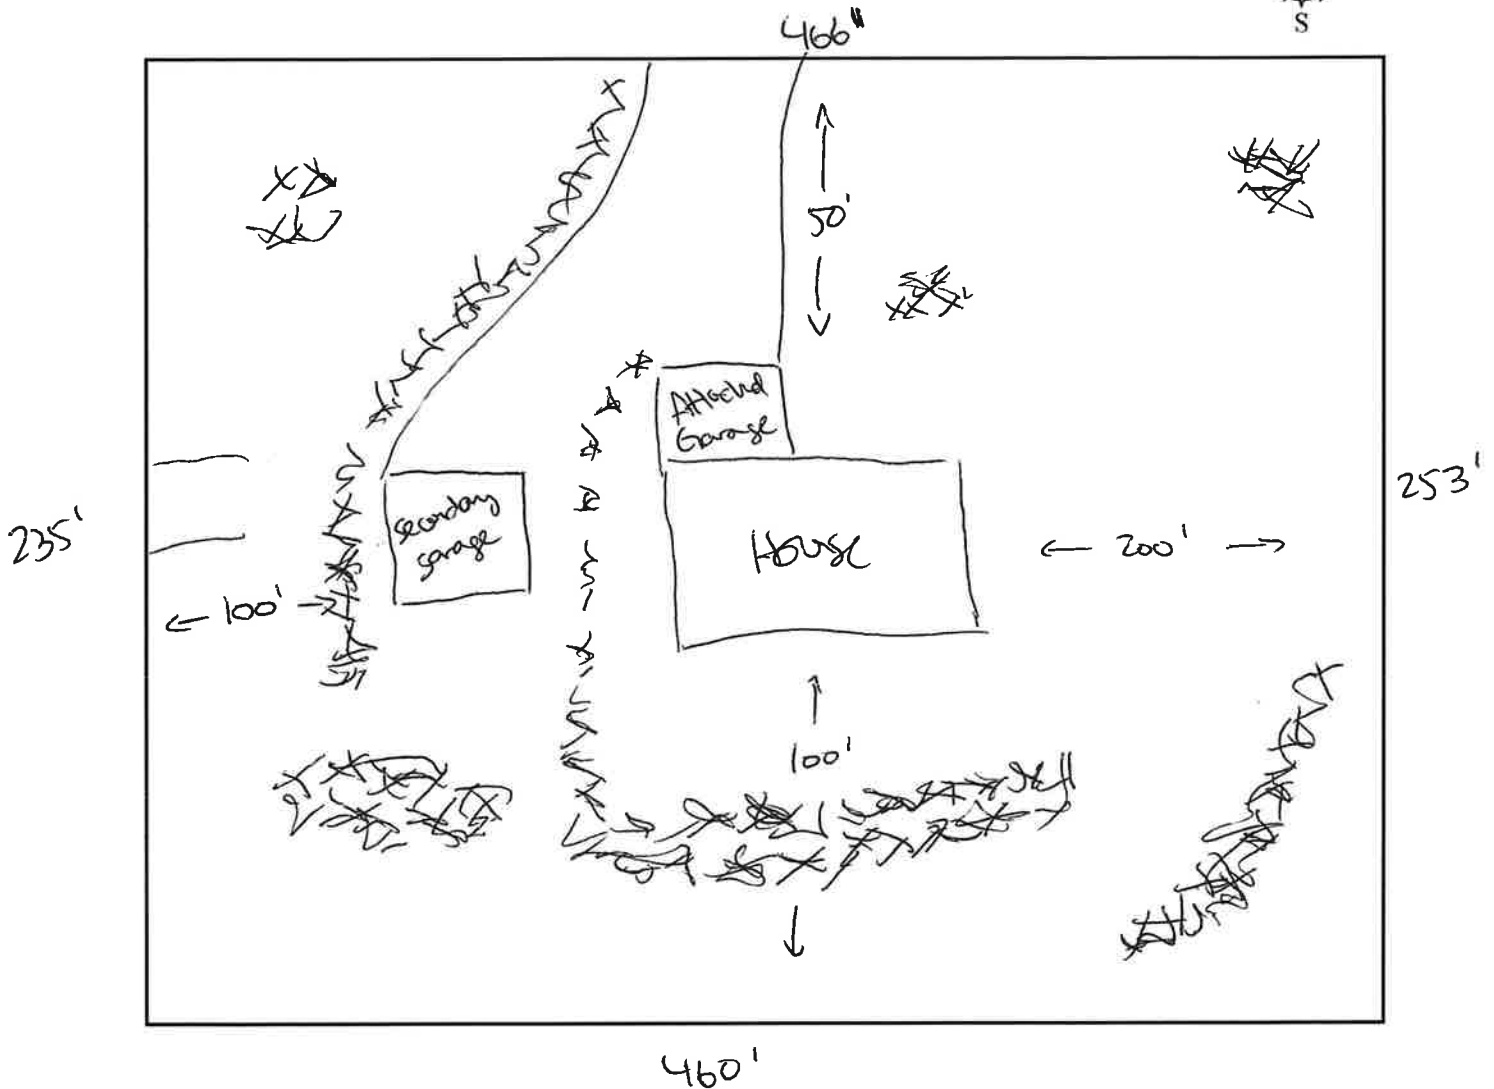 S
466"
50'
Attached
Garage
secondary
garage
House
← 200' →
235'
253'
← 100' →
100'
460'